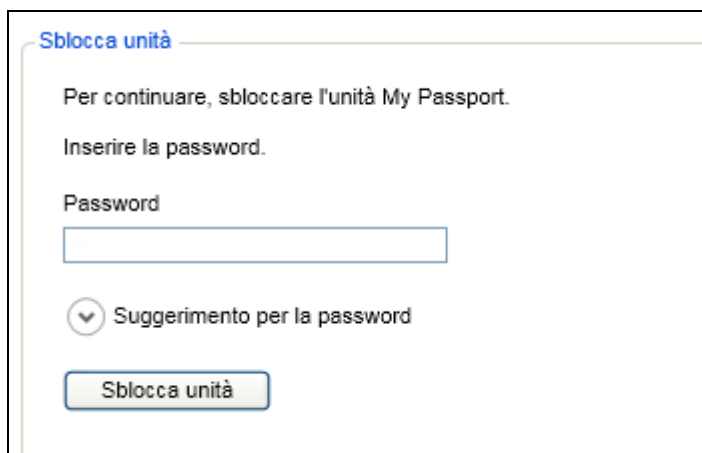 Sblocca unità
Per continuare, sbloccare l'unità My Passport.
Inserire la password.
Password
Suggerimento per la password
Sblocca unità